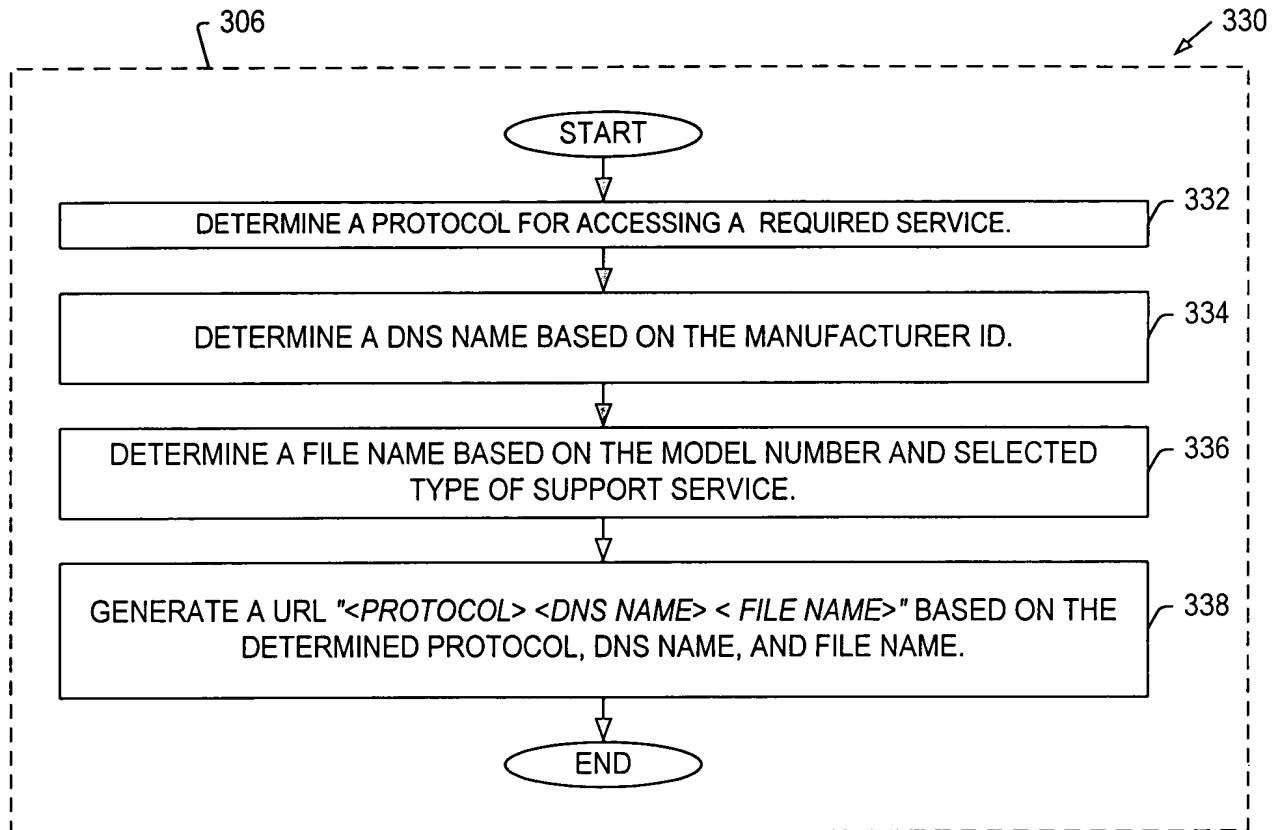 306
330
START
DETERMINE A PROTOCOL FOR ACCESSING A REQUIRED SERVICE.
332
DETERMINE A DNS NAME BASED ON THE MANUFACTURER ID.
334
DETERMINE A FILE NAME BASED ON THE MODEL NUMBER AND SELECTED
TYPE OF SUPPORT SERVICE.
336
GENERATE A URL "<PROTOCOL> <DNS NAME> < FILE NAME>" BASED ON THE
DETERMINED PROTOCOL, DNS NAME, AND FILE NAME.
338
END